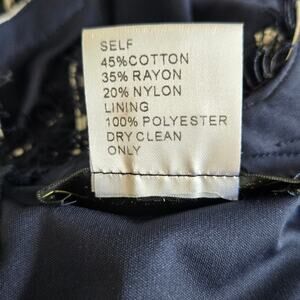 SELF
45%COTTON
35% RAYON
20% NYLON
LINING
100% POLYESTER
DRY CLEAN
ONLY